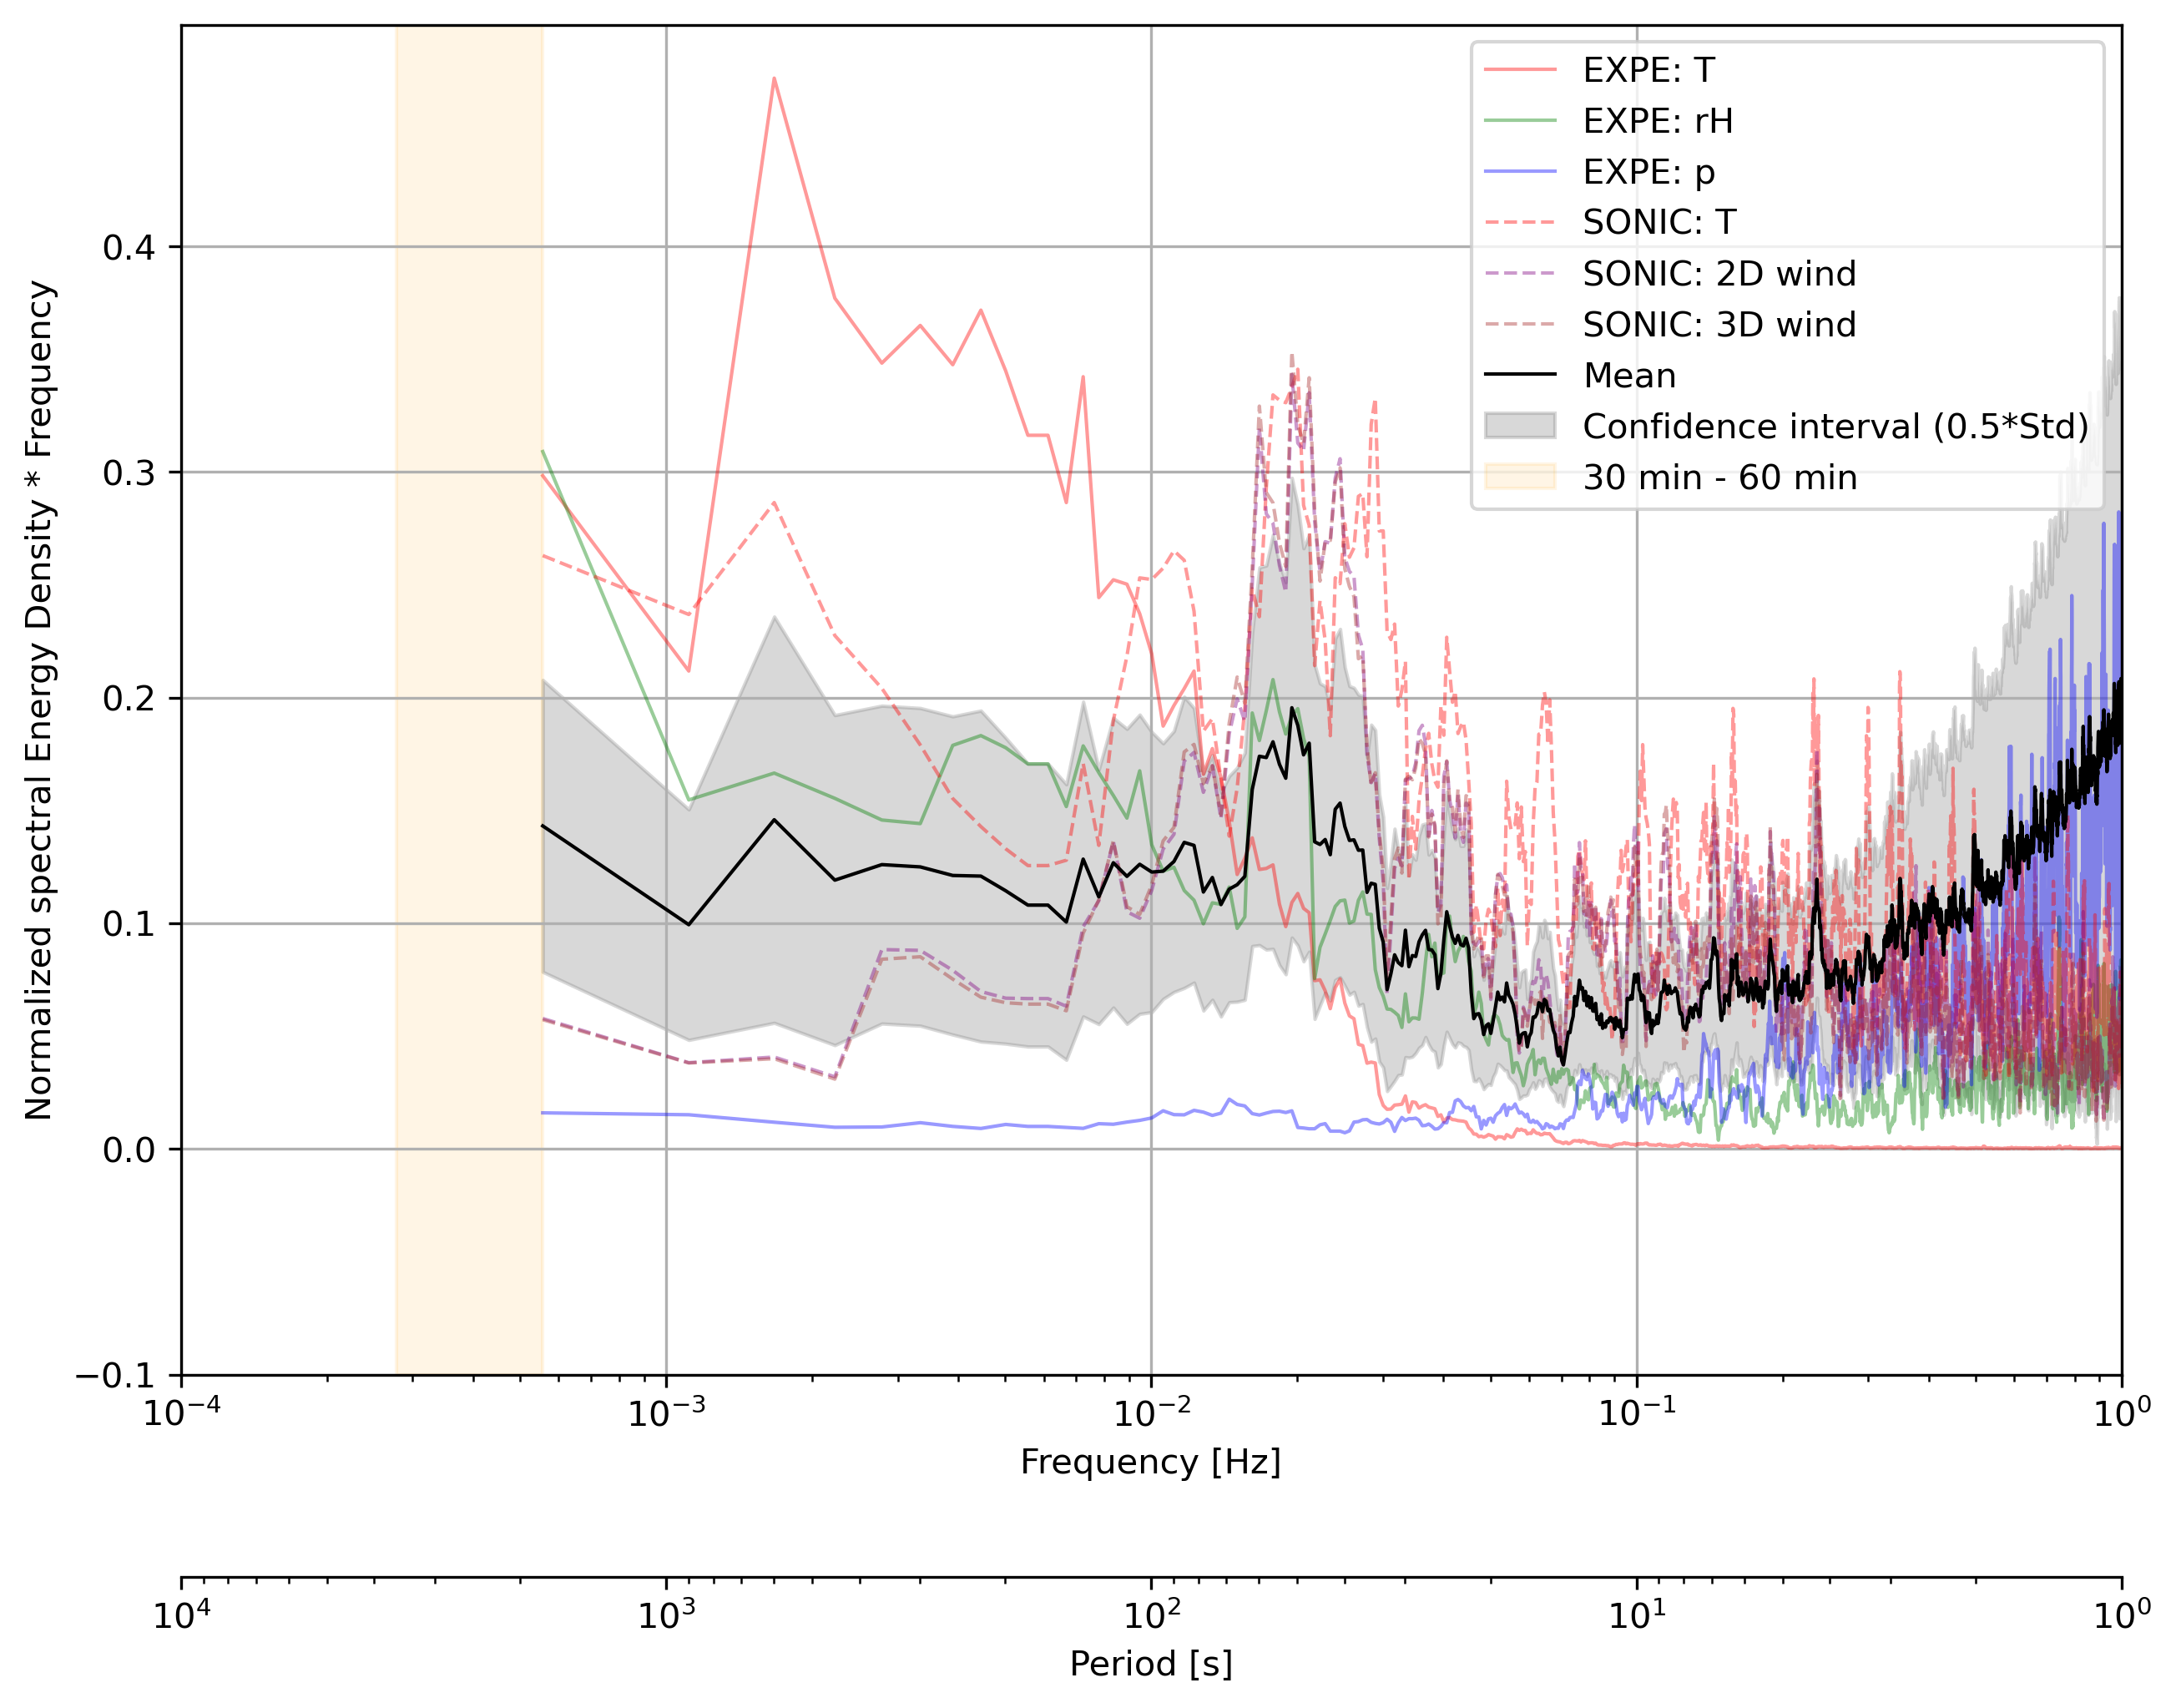 EXPE: T
EXPE: rH
EXPE: p
SONIC: T
SONIC: 2D wind
SONIC: 3D wind
Mean
Confidence interval (0.5*Std)
30 min - 60 min
Normalized spectral Energy Density * Frequency
0.4
0.3
0.2
0.1
0.0
−0.1
10⁻⁴ 10⁻³ 10⁻² 10⁻¹ 10⁰
Frequency [Hz]
10⁴ 10³ 10² 10¹ 10⁰
Period [s]